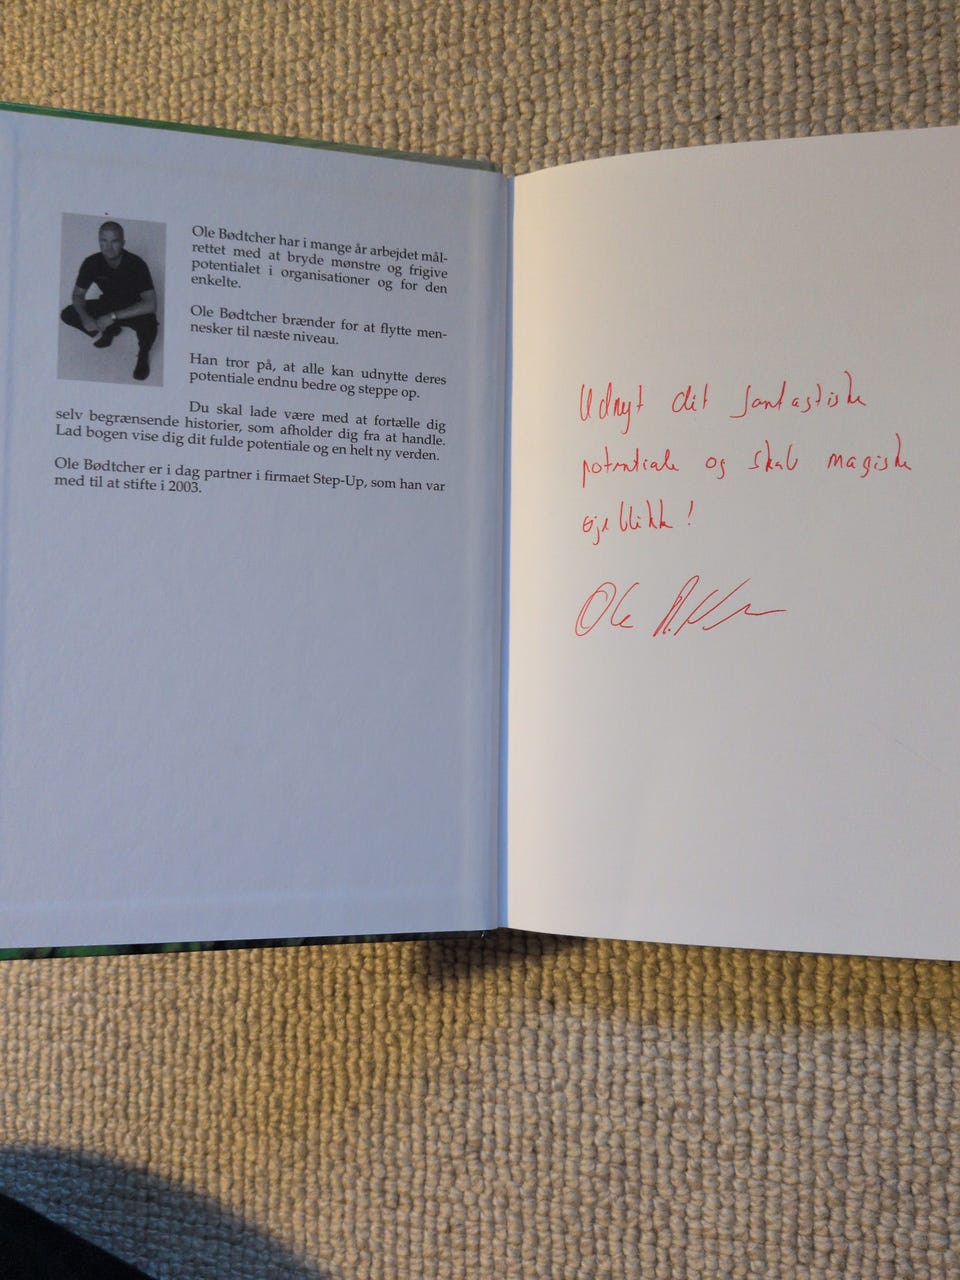 Ole Bødtcher har i mange år arbejdet mål-
rettet med at bryde mønstre og frigive
potentialet i organisationer og for den
enkelte.
Ole Bødtcher brænder for at flytte men-
nesker til næste niveau.
Han tror på, at alle kan udnytte deres
potentiale endnu bedre og steppe op.
Du skal lade være med at fortælle dig
selv begrænsende historier, som afholder dig fra at handle.
Lad bogen vise dig dit fulde potentiale og en helt ny verden.
Ole Bødtcher er i dag partner i firmaet Step-Up, som han var
med til at stifte i 2003.
Udnyt dit fantastiske
potentiale og skab magiske
øjeblikke!
Ole